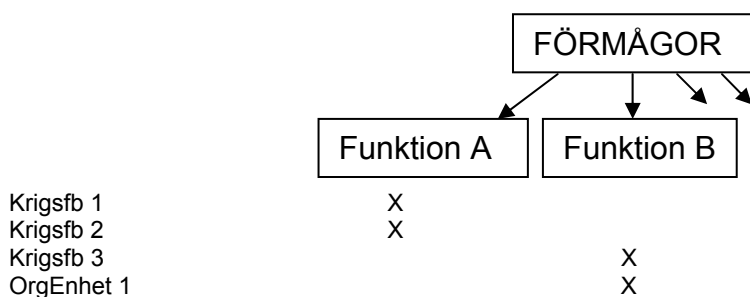 FÖRMÅGOR
Funktion A Funktion B
Krigsfb 1 X
Krigsfb 2 X
Krigsfb 3 X
OrgEnhet 1 X